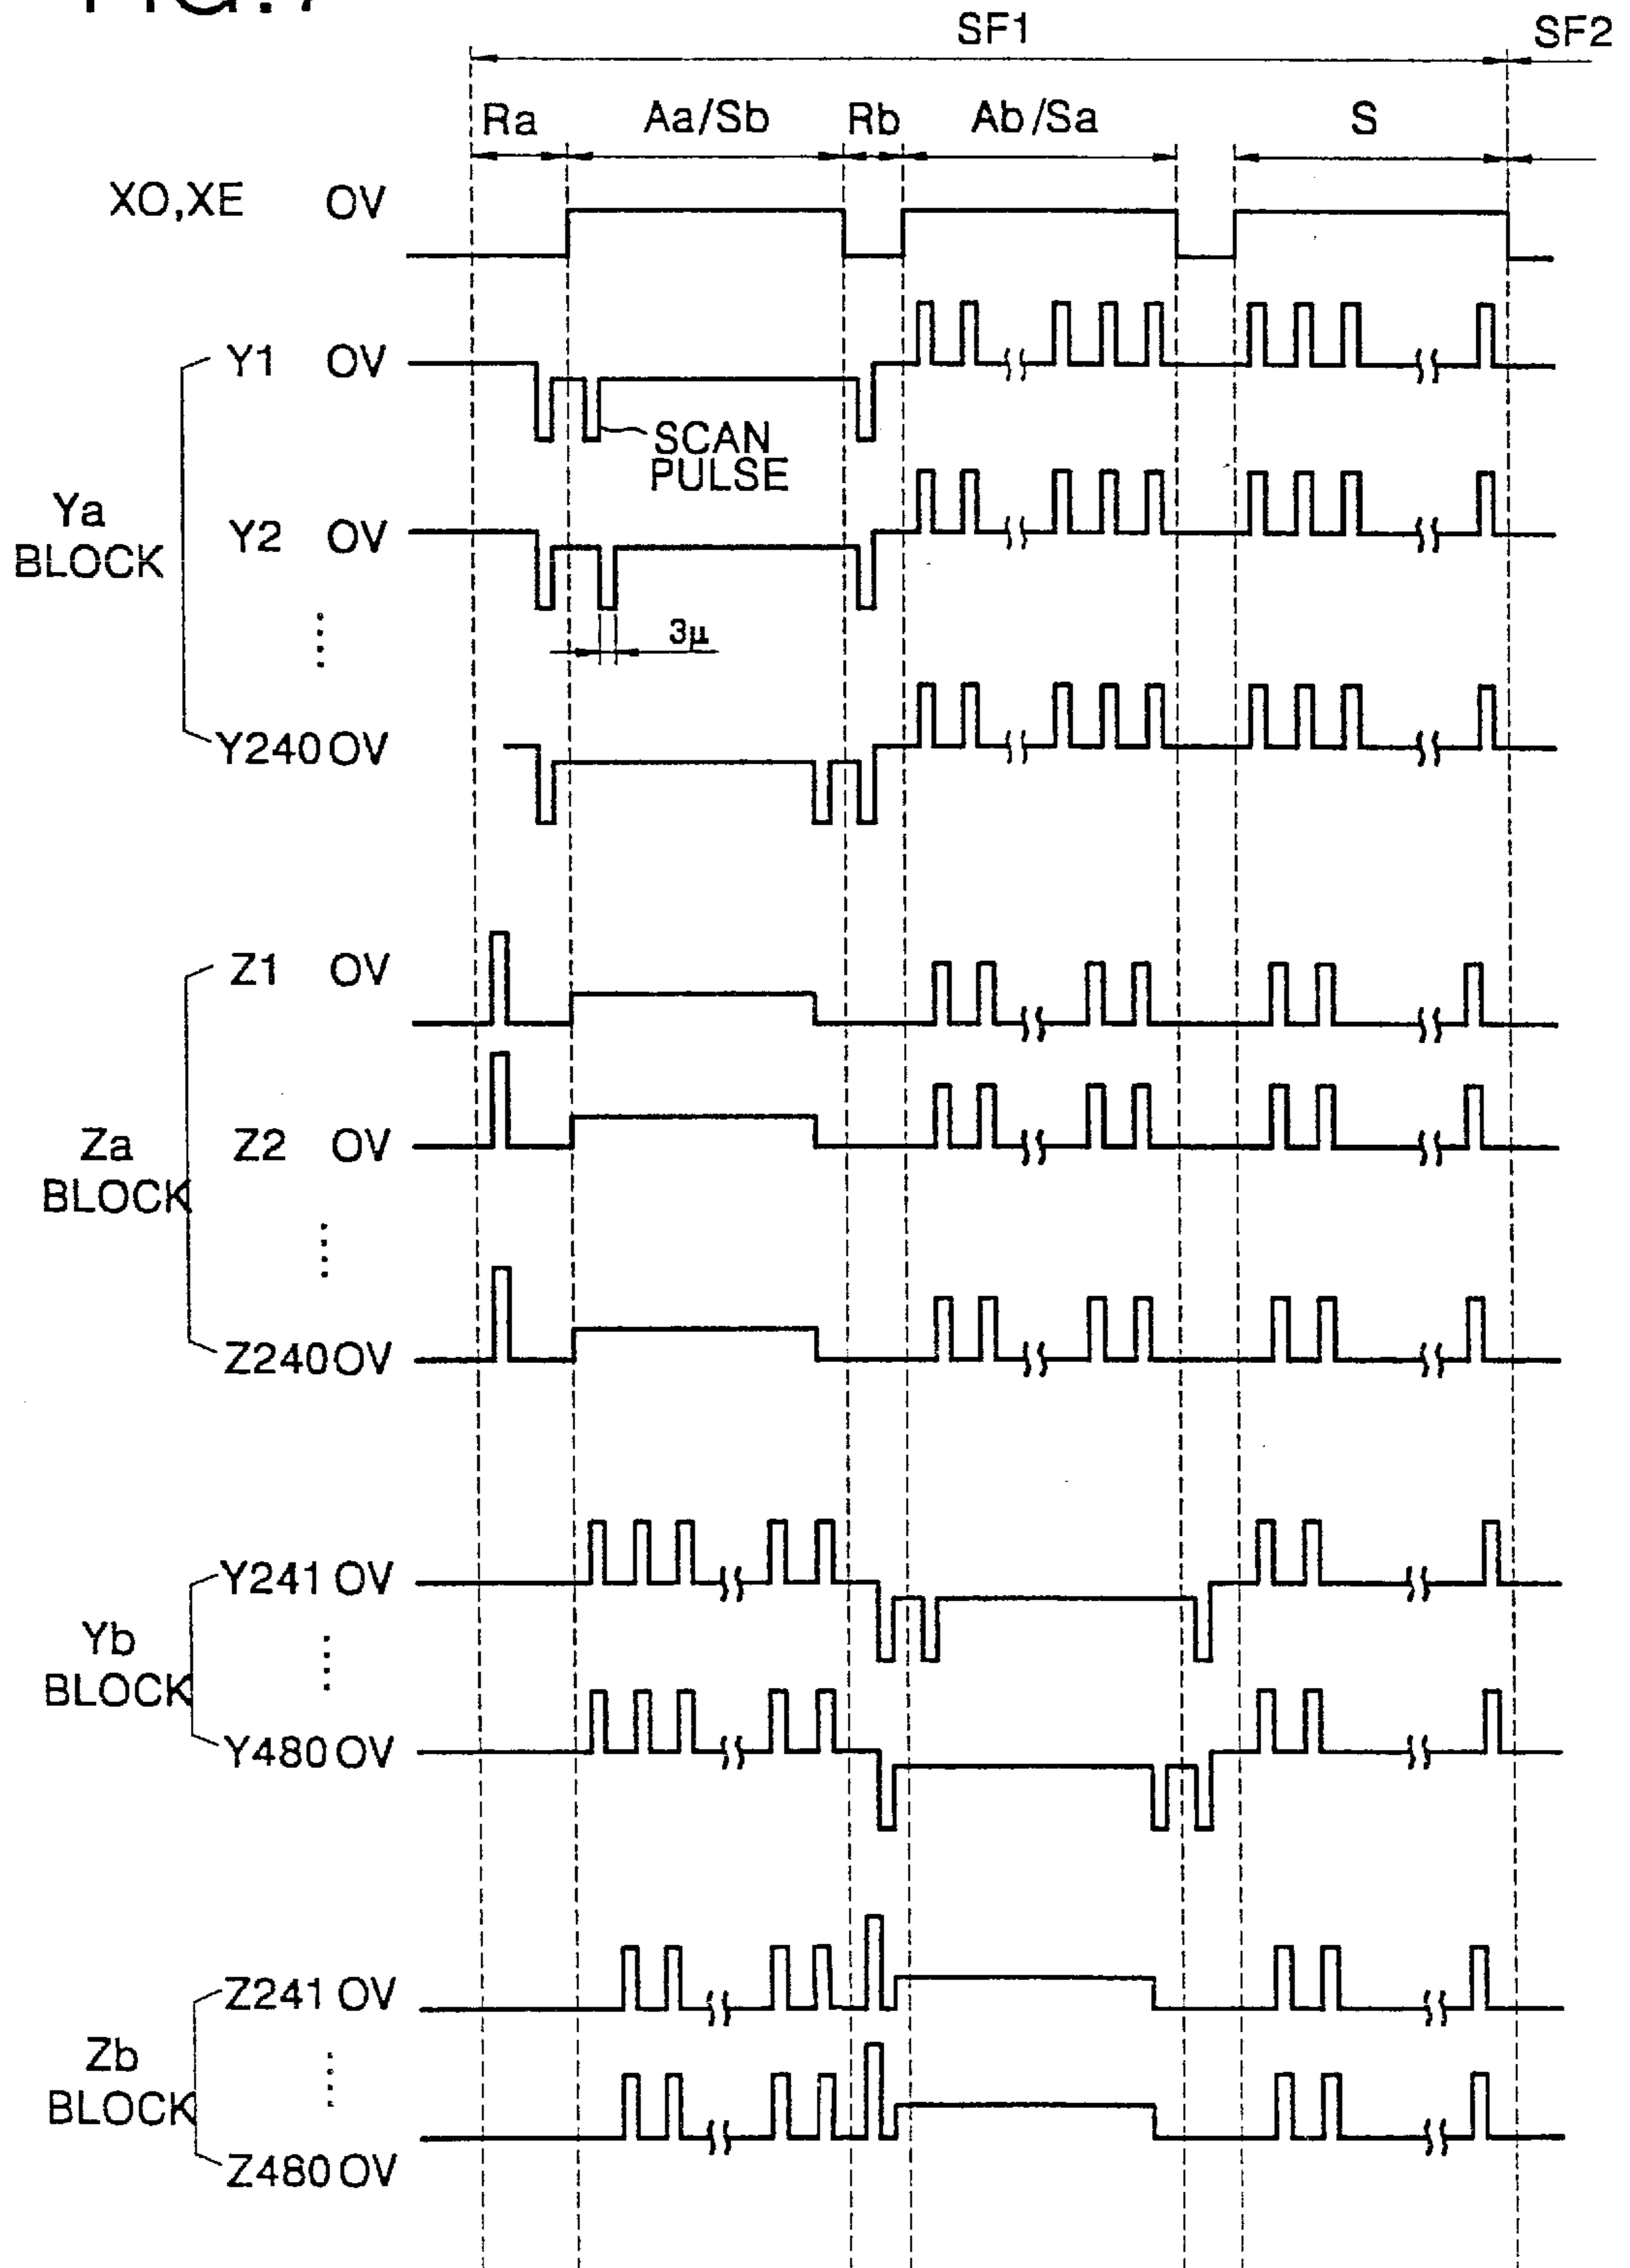 FIG.7
SF1 SF2
Ra Aa/Sb Rb Ab/Sa S
XO,XE OV
Y1 OV
SCAN
PULSE
Ya
BLOCK
Y2 OV
3μ
Y240 OV
Z1 OV
Za
BLOCK
Z2 OV
Z240 OV
Y241 OV
Yb
BLOCK
Y480 OV
Z241 OV
Zb
BLOCK
Z480 OV